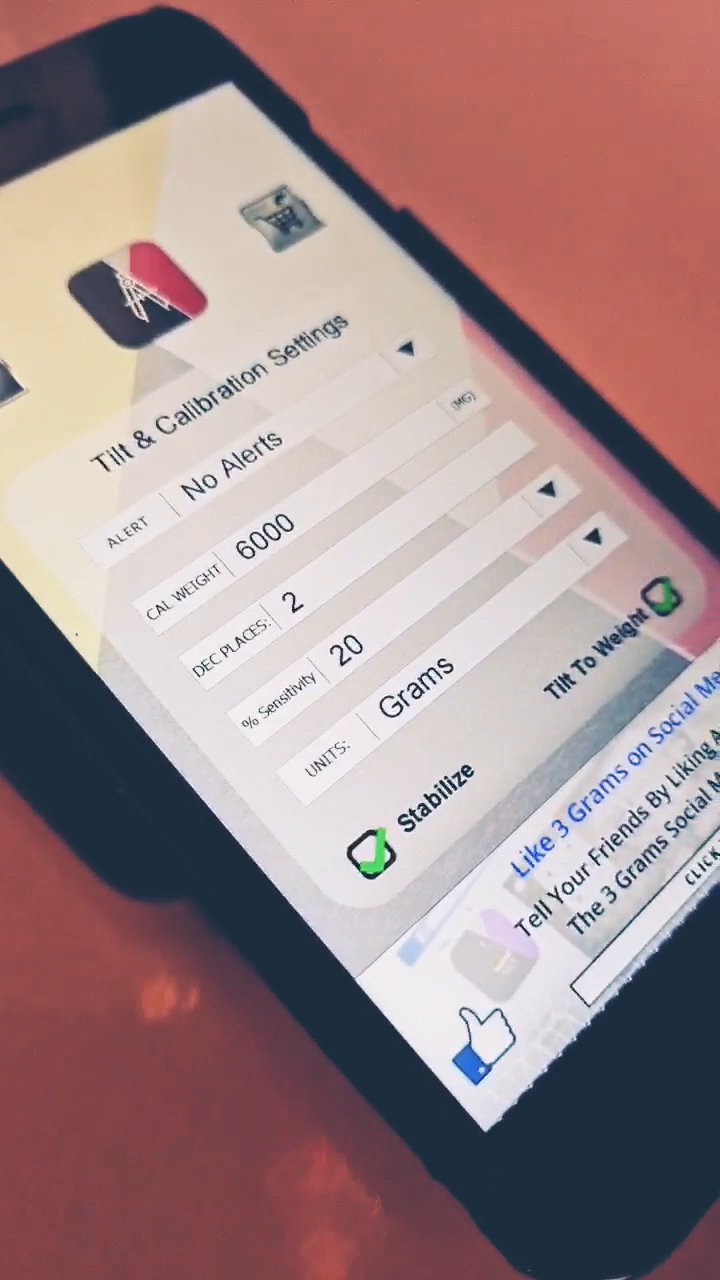 Tilt & Calibration Settings
ALERT No Alerts
CAL WEIGHT 6000 (MG)
DEC PLACES: 2
% Sensitivity 20
UNITS: Grams
Tilt To Weight
Stabilize
Like 3 Grams on Social Me
Tell Your Friends By Liking A
The 3 Grams Social M
CLICK